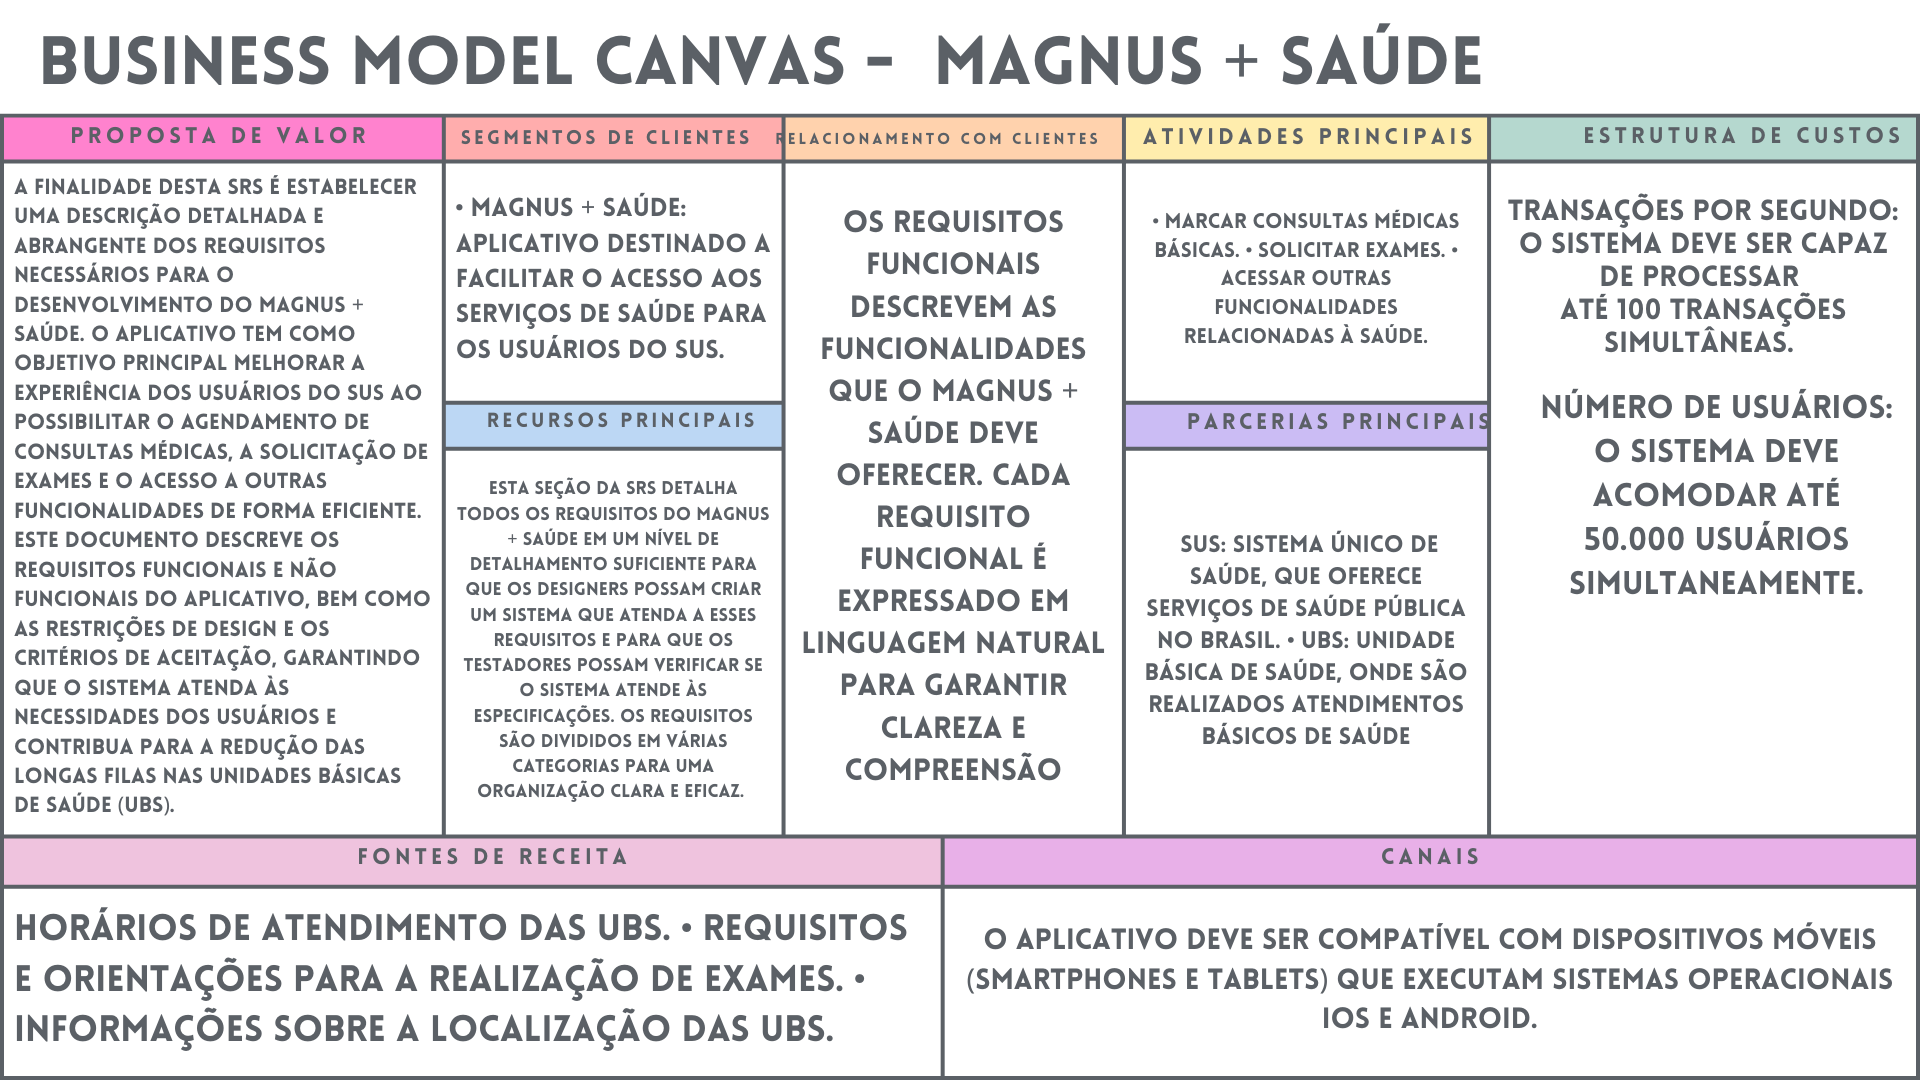 BUSINESS MODEL CANVAS - MAGNUS + SAÚDE
PROPOSTA DE VALOR
A FINALIDADE DESTA SRS É ESTABELECER
UMA DESCRIÇÃO DETALHADA E
ABRANGENTE DOS REQUISITOS
NECESSÁRIOS PARA O
DESENVOLVIMENTO DO MAGNUS +
SAÚDE. O APLICATIVO TEM COMO
OBJETIVO PRINCIPAL MELHORAR A
EXPERIÊNCIA DOS USUÁRIOS DO SUS AO
POSSIBILITAR O AGENDAMENTO DE
CONSULTAS MÉDICAS, A SOLICITAÇÃO DE
EXAMES E O ACESSO A OUTRAS
FUNCIONALIDADES DE FORMA EFICIENTE.
ESTE DOCUMENTO DESCREVE OS
REQUISITOS FUNCIONAIS E NÃO
FUNCIONAIS DO APLICATIVO, BEM COMO
AS RESTRIÇÕES DE DESIGN E OS
CRITÉRIOS DE ACEITAÇÃO, GARANTINDO
QUE O SISTEMA ATENDA ÀS
NECESSIDADES DOS USUÁRIOS E
CONTRIBUA PARA A REDUÇÃO DAS
LONGAS FILAS NAS UNIDADES BÁSICAS
DE SAÚDE (UBS).
SEGMENTOS DE CLIENTES
• MAGNUS + SAÚDE:
APLICATIVO DESTINADO A
FACILITAR O ACESSO AOS
SERVIÇOS DE SAÚDE PARA
OS USUÁRIOS DO SUS.
RECURSOS PRINCIPAIS
ESTA SEÇÃO DA SRS DETALHA
TODOS OS REQUISITOS DO MAGNUS
+ SAÚDE EM UM NÍVEL DE
DETALHAMENTO SUFICIENTE PARA
QUE OS DESIGNERS POSSAM CRIAR
UM SISTEMA QUE ATENDA A ESSES
REQUISITOS E PARA QUE OS
TESTADORES POSSAM VERIFICAR SE
O SISTEMA ATENDE ÀS
ESPECIFICAÇÕES. OS REQUISITOS
SÃO DIVIDIDOS EM VÁRIAS
CATEGORIAS PARA UMA
ORGANIZAÇÃO CLARA E EFICAZ.
RELACIONAMENTO COM CLIENTES
OS REQUISITOS
FUNCIONAIS
DESCREVEM AS
FUNCIONALIDADES
QUE O MAGNUS +
SAÚDE DEVE
OFERECER. CADA
REQUISITO
FUNCIONAL É
EXPRESSADO EM
LINGUAGEM NATURAL
PARA GARANTIR
CLAREZA E
COMPREENSÃO
ATIVIDADES PRINCIPAIS
• MARCAR CONSULTAS MÉDICAS
BÁSICAS. • SOLICITAR EXAMES. •
ACESSAR OUTRAS
FUNCIONALIDADES
RELACIONADAS À SAÚDE.
PARCERIAS PRINCIPAIS
SUS: SISTEMA ÚNICO DE
SAÚDE, QUE OFERECE
SERVIÇOS DE SAÚDE PÚBLICA
NO BRASIL. • UBS: UNIDADE
BÁSICA DE SAÚDE, ONDE SÃO
REALIZADOS ATENDIMENTOS
BÁSICOS DE SAÚDE
ESTRUTURA DE CUSTOS
TRANSAÇÕES POR SEGUNDO:
O SISTEMA DEVE SER CAPAZ
DE PROCESSAR
ATÉ 100 TRANSAÇÕES
SIMULTÂNEAS.
NÚMERO DE USUÁRIOS:
O SISTEMA DEVE
ACOMODAR ATÉ
50.000 USUÁRIOS
SIMULTANEAMENTE.
FONTES DE RECEITA
HORÁRIOS DE ATENDIMENTO DAS UBS. • REQUISITOS
E ORIENTAÇÕES PARA A REALIZAÇÃO DE EXAMES. •
INFORMAÇÕES SOBRE A LOCALIZAÇÃO DAS UBS.
CANAIS
O APLICATIVO DEVE SER COMPATÍVEL COM DISPOSITIVOS MÓVEIS
(SMARTPHONES E TABLETS) QUE EXECUTAM SISTEMAS OPERACIONAIS
IOS E ANDROID.